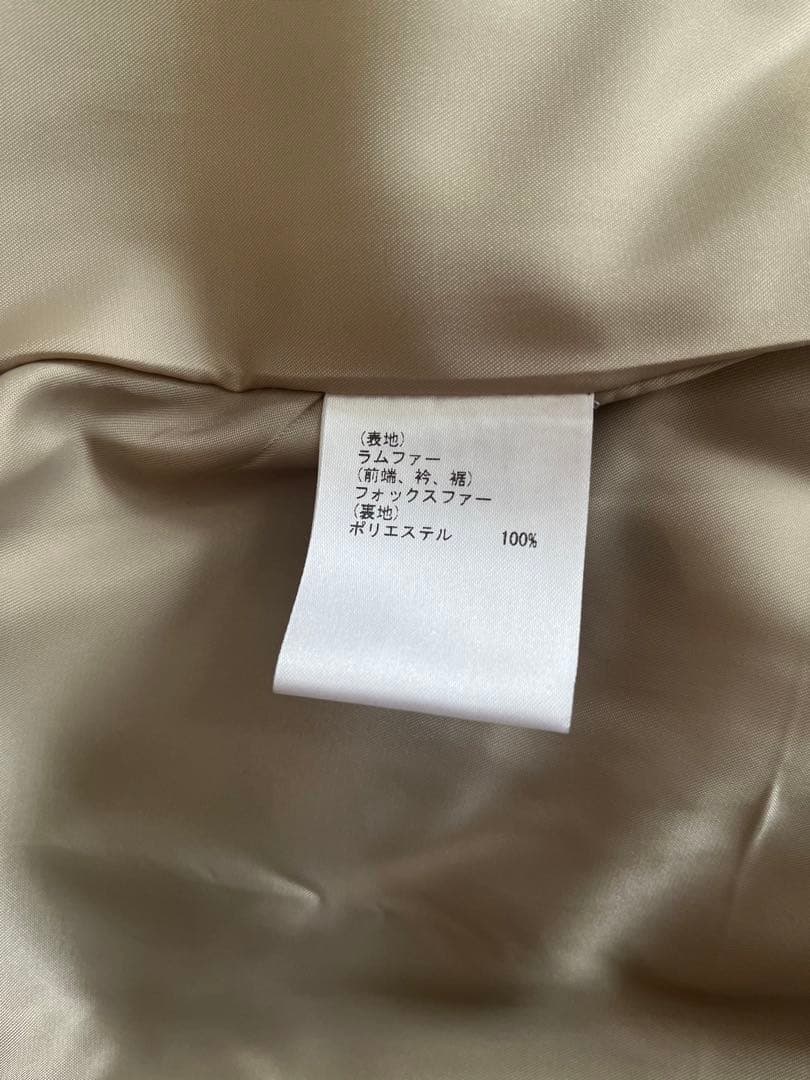 (表地)
ラムファー
(前端、衿、裾)
フォックスファー
(裏地)
ポリエステル 100%